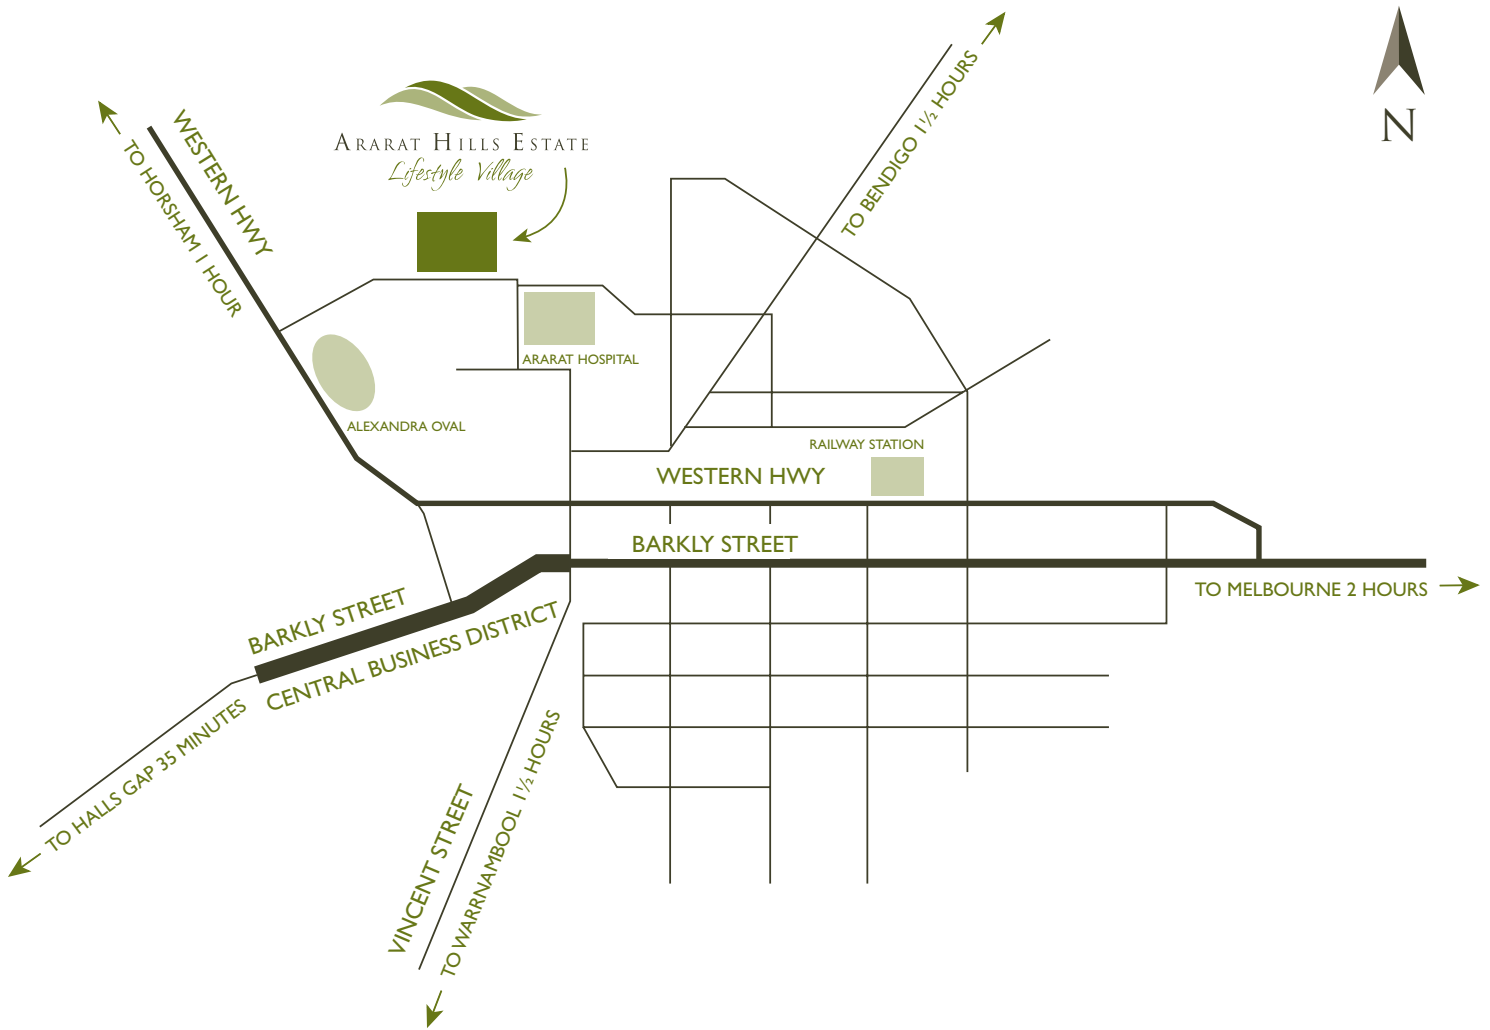 N
TO BENDIGO 1½ HOURS
WESTERN HWY
TO HORSHAM 1 HOUR
ARARAT HILLS ESTATE
Lifestyle Village
ARARAT HOSPITAL
ALEXANDRA OVAL
RAILWAY STATION
WESTERN HWY
BARKLY STREET
TO MELBOURNE 2 HOURS
BARKLY STREET
CENTRAL BUSINESS DISTRICT
TO HALLS GAP 35 MINUTES
VINCENT STREET
TO WARRNAMBOOL 1½ HOURS